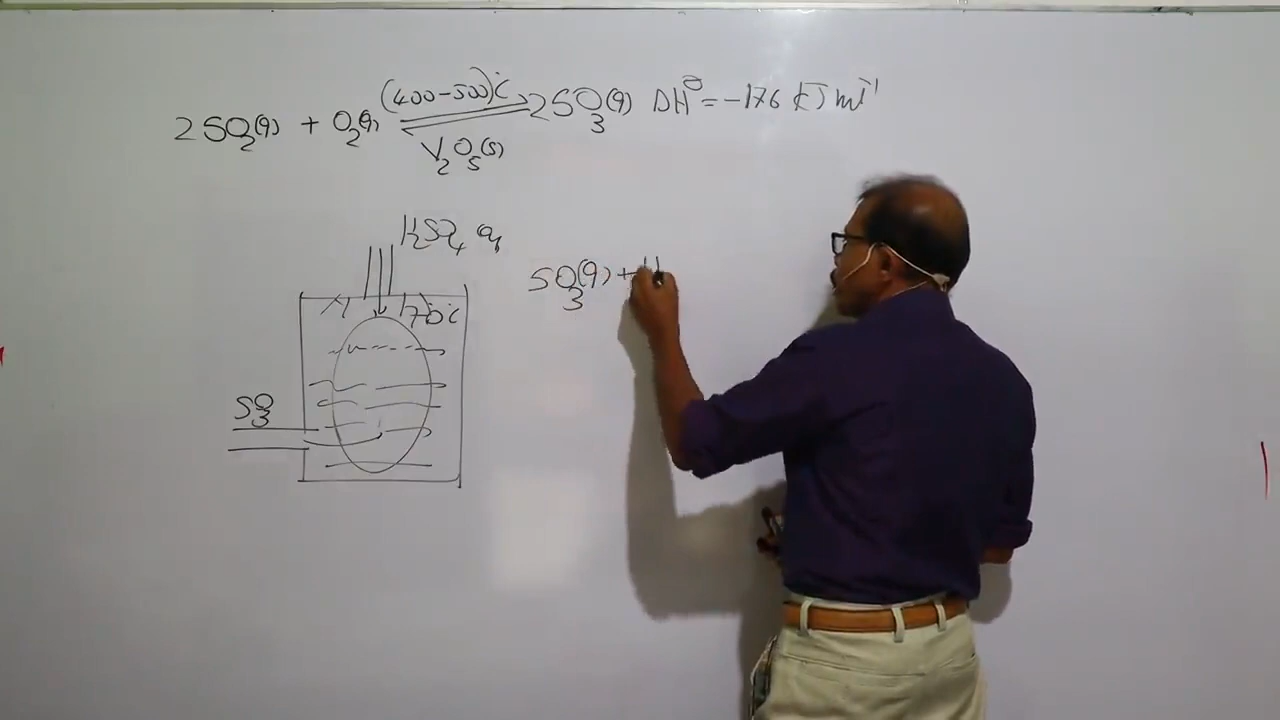 2SO₂(g) + O₂(g) ⇌ 2SO₃(g) ΔH° = -176 kJ mol⁻¹
(400-500)°C
V₂O₅(s)
H₂SO₄ aq
SO₃(g) + H
170°C
SO₃